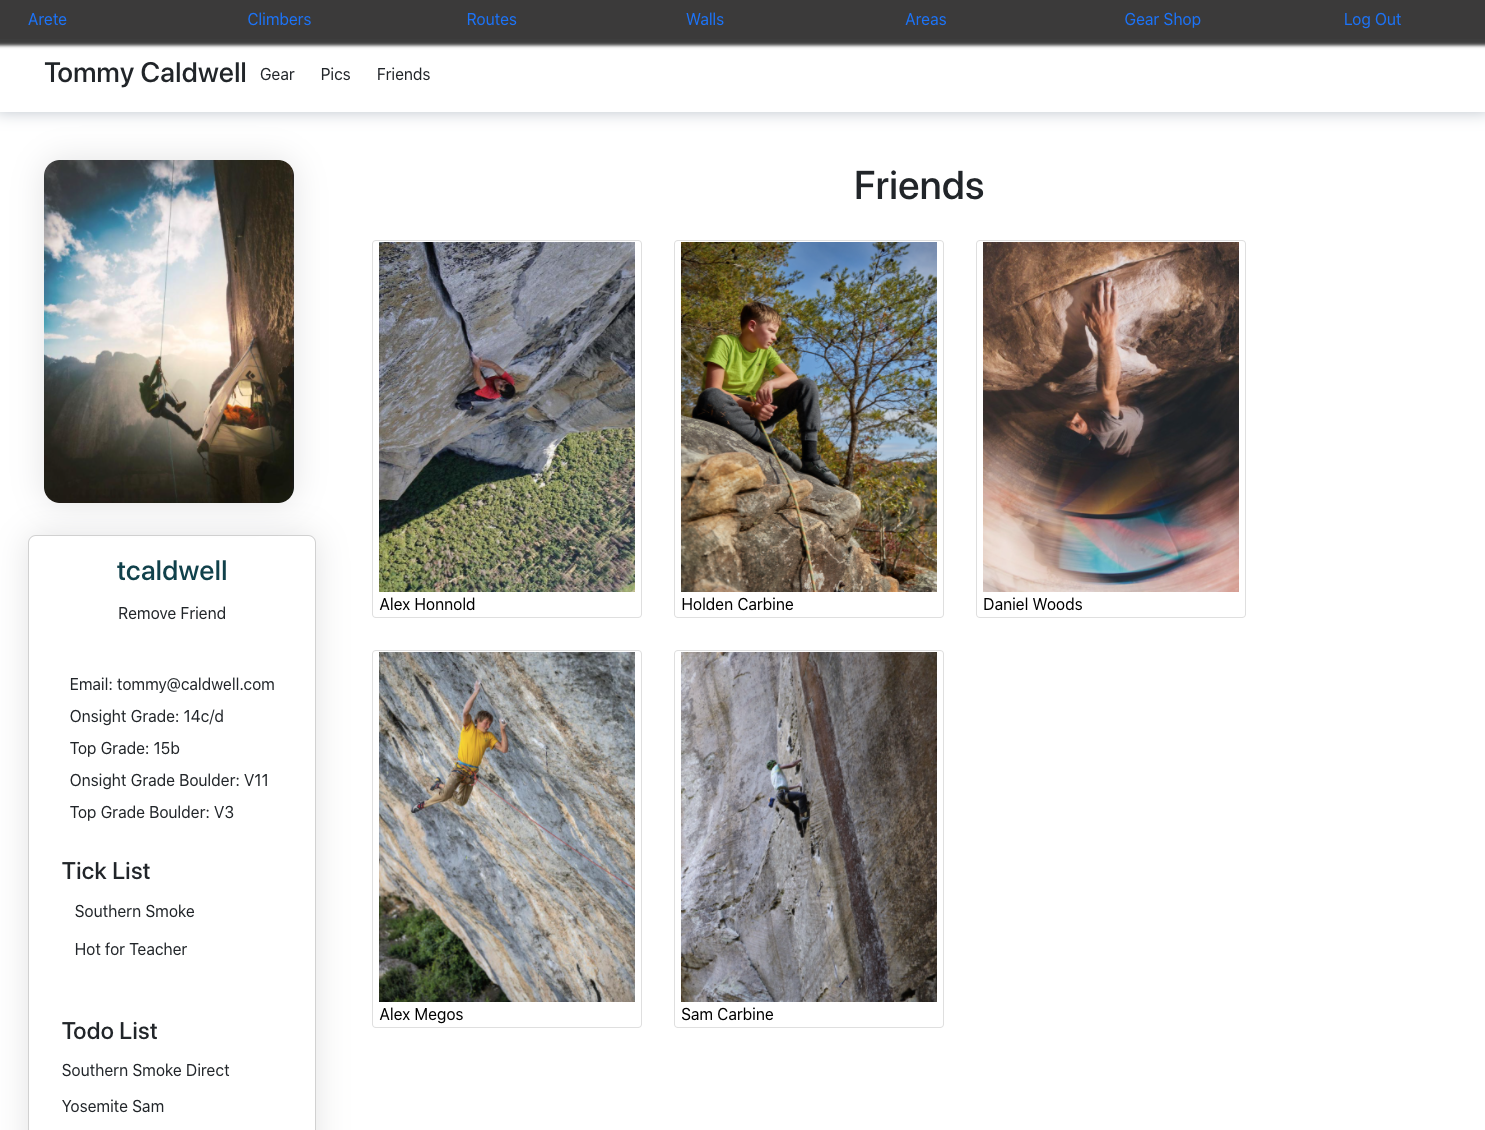 Arete Climbers Routes Walls Areas Gear Shop Log Out
Tommy Caldwell Gear Pics Friends
tcaldwell
Remove Friend
Email: tommy@caldwell.com
Onsight Grade: 14c/d
Top Grade: 15b
Onsight Grade Boulder: V11
Top Grade Boulder: V3
Tick List
Southern Smoke
Hot for Teacher
Todo List
Southern Smoke Direct
Yosemite Sam
Friends
Alex Honnold
Holden Carbine
Daniel Woods
Alex Megos
Sam Carbine